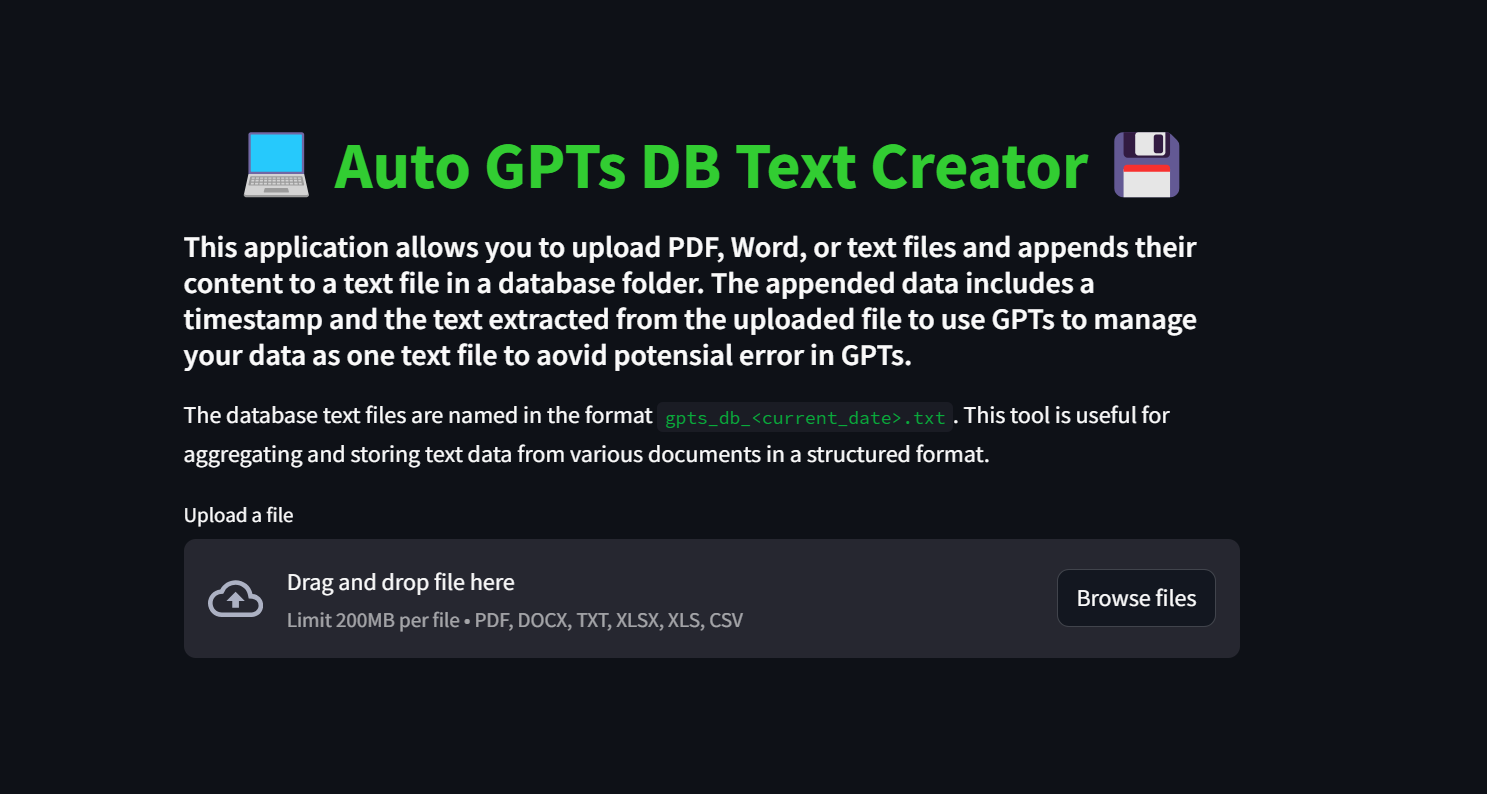 Auto GPTs DB Text Creator
This application allows you to upload PDF, Word, or text files and appends their
content to a text file in a database folder. The appended data includes a
timestamp and the text extracted from the uploaded file to use GPTs to manage
your data as one text file to aovid potensial error in GPTs.
The database text files are named in the format gpts_db_<current_date>.txt. This tool is useful for
aggregating and storing text data from various documents in a structured format.
Upload a file
Drag and drop file here
Limit 200MB per file • PDF, DOCX, TXT, XLSX, XLS, CSV
Browse files